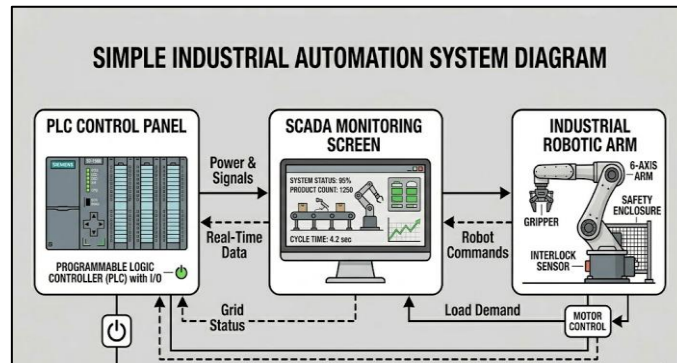 SIMPLE INDUSTRIAL AUTOMATION SYSTEM DIAGRAM
PLC CONTROL PANEL
SIEMENS
PROGRAMMABLE LOGIC
CONTROLLER (PLC) with I/O
Power &
Signals
Real-Time
Data
Grid
Status
SCADA MONITORING
SCREEN
SYSTEM STATUS: 95%
PRODUCT COUNT: 1250
CYCLE TIME: 4.2 sec
Robot
Commands
Load Demand
INDUSTRIAL
ROBOTIC ARM
6-AXIS
ARM
GRIPPER
SAFETY
ENCLOSURE
INTERLOCK
SENSOR
MOTOR
CONTROL